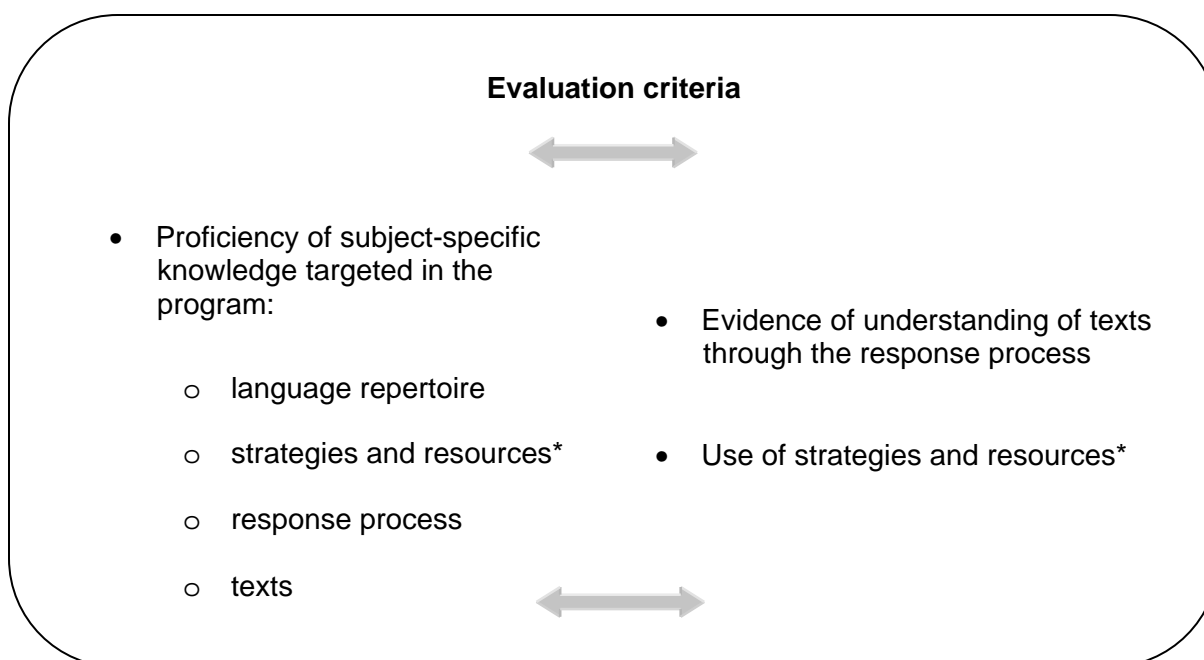 Evaluation criteria
• Proficiency of subject-specific
knowledge targeted in the
program:
o language repertoire
o strategies and resources*
o response process
o texts
• Evidence of understanding of texts
through the response process
• Use of strategies and resources*